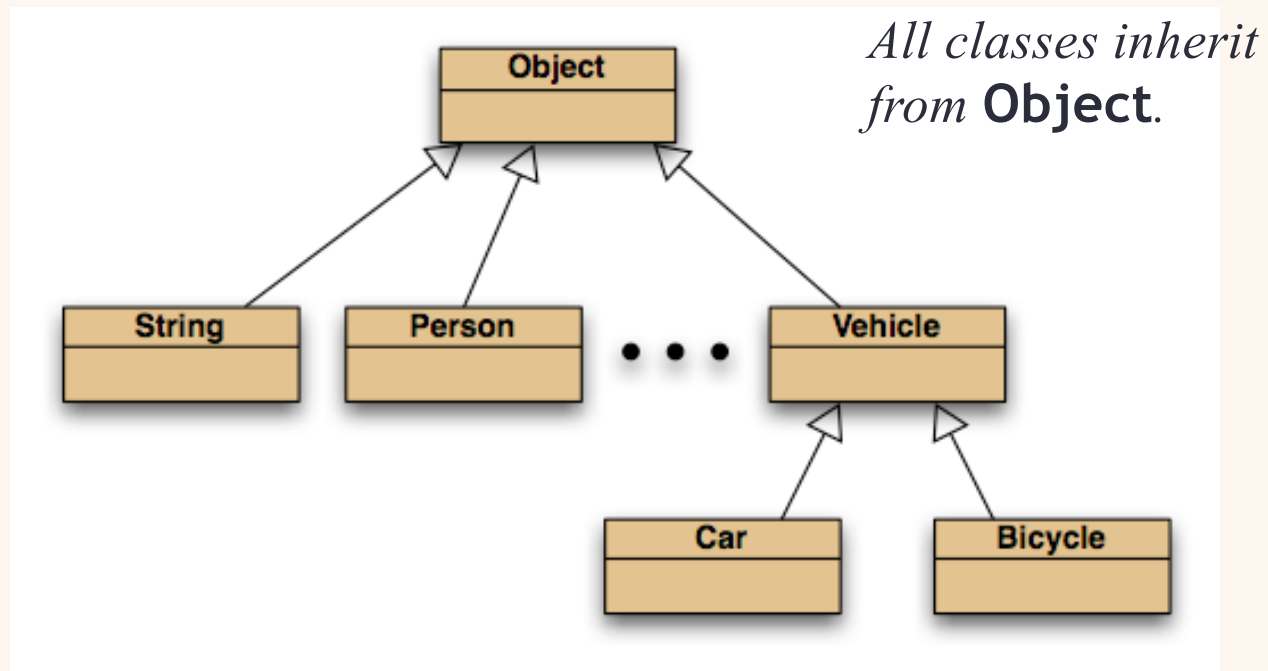 All classes inherit
from Object.
Object
String
Person
Vehicle
Car
Bicycle